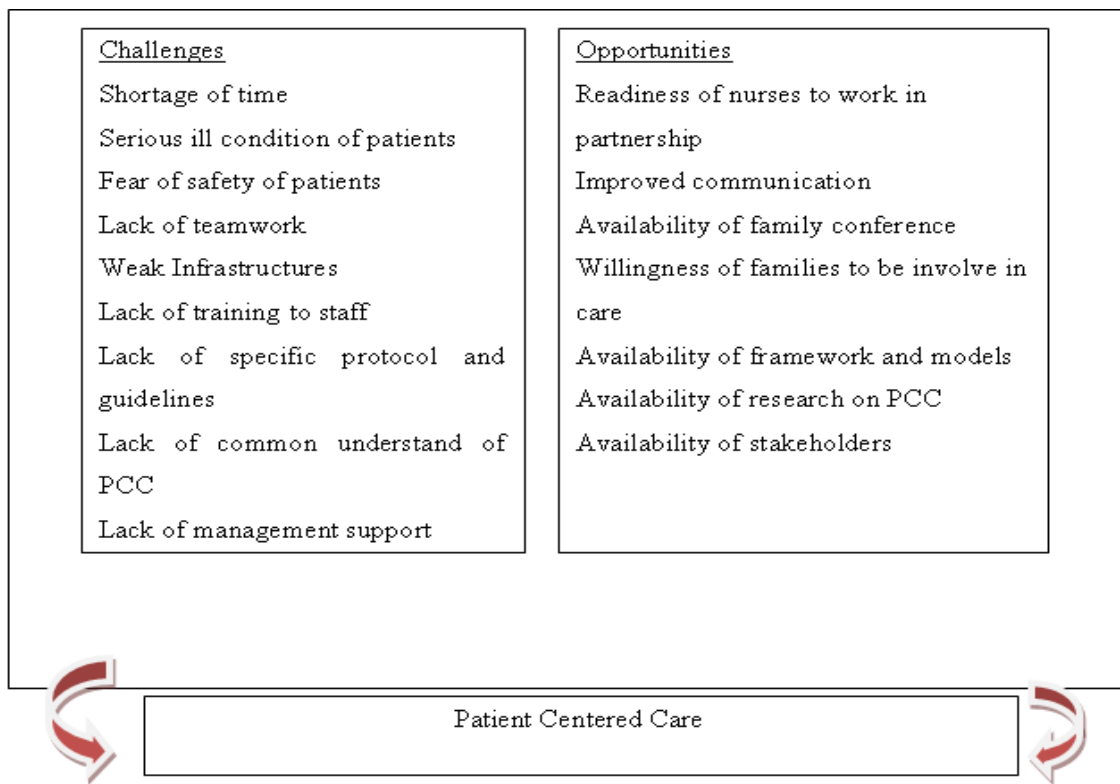 Challenges
Shortage of time
Serious ill condition of patients
Fear of safety of patients
Lack of teamwork
Weak Infrastructures
Lack of training to staff
Lack of specific protocol and
guidelines
Lack of common understand of
PCC
Lack of management support
Opportunities
Readiness of nurses to work in
partnership
Improved communication
Availability of family conference
Willingness of families to be involve in
care
Availability of framework and models
Availability of research on PCC
Availability of stakeholders
Patient Centered Care